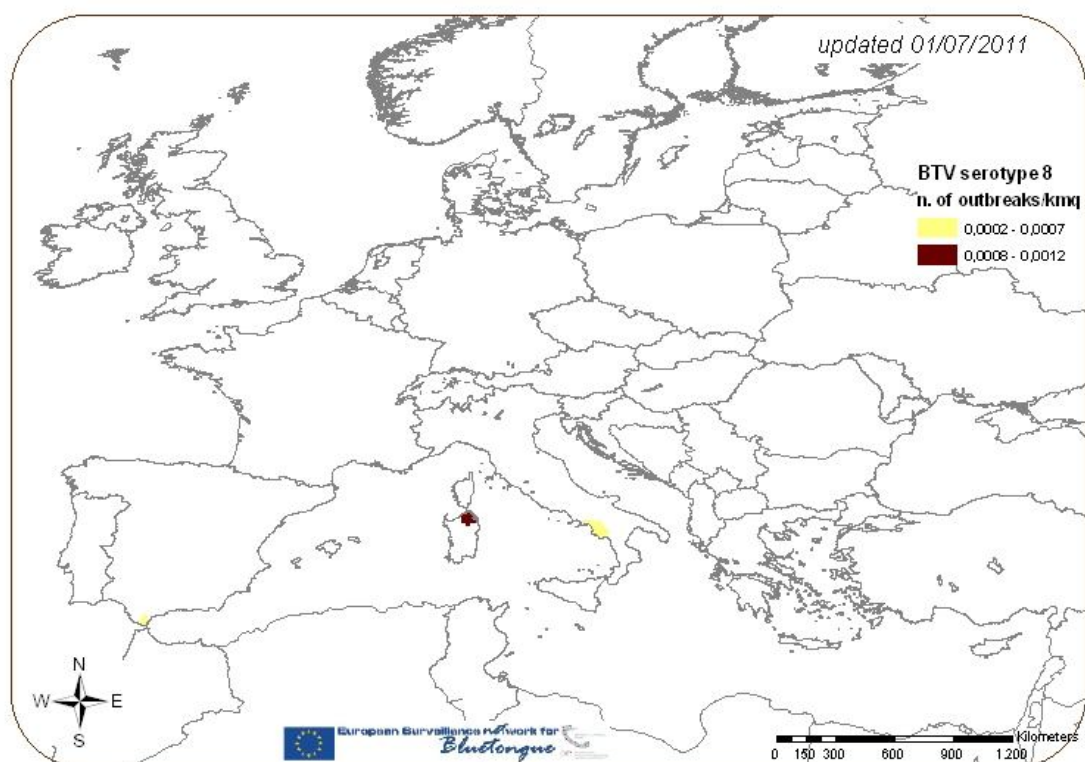 updated 01/07/2011
BTV serotype 8
n. of outbreaks/kmq
0,0002 - 0,0007
0,0008 - 0,0012
N
W E
S
European Surveillance network for
Bluetongue
Kilometers
0 150 300 600 900 1.200